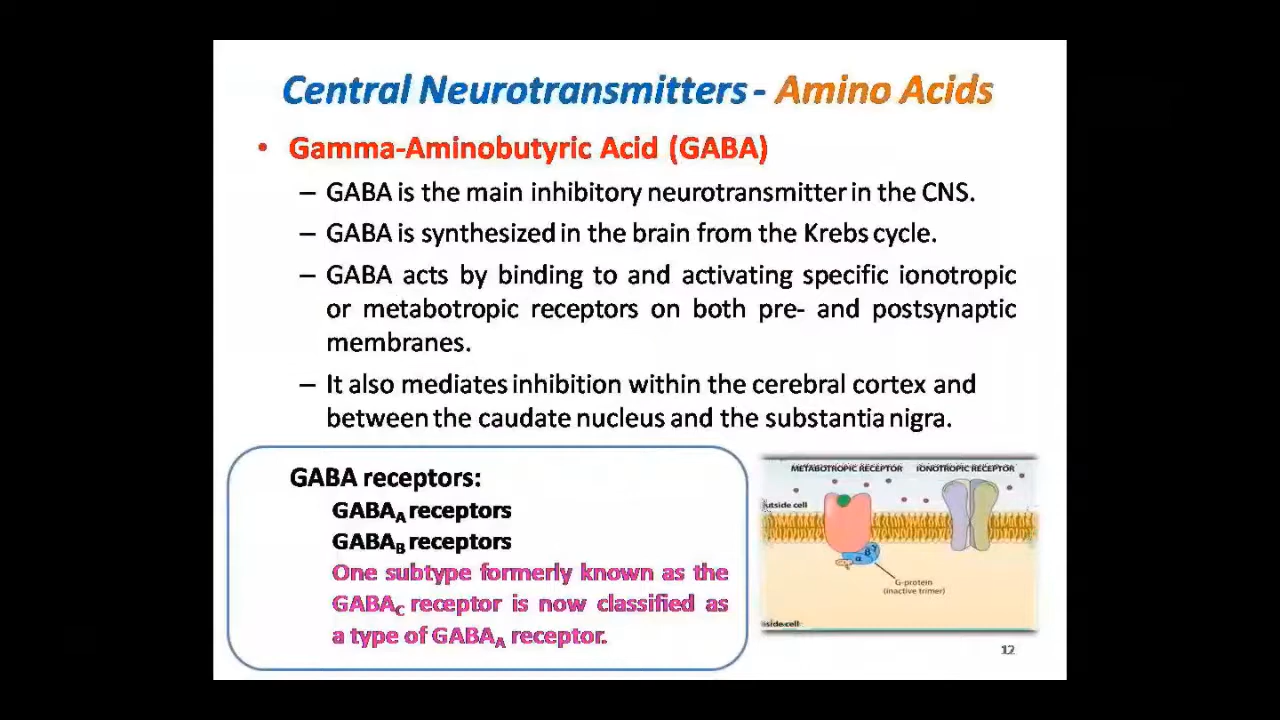 Central Neurotransmitters - Amino Acids
• Gamma-Aminobutyric Acid (GABA)
– GABA is the main inhibitory neurotransmitter in the CNS.
– GABA is synthesized in the brain from the Krebs cycle.
– GABA acts by binding to and activating specific ionotropic
or metabotropic receptors on both pre- and postsynaptic
membranes.
– It also mediates inhibition within the cerebral cortex and
between the caudate nucleus and the substantia nigra.
GABA receptors:
GABAA receptors
GABAB receptors
One subtype formerly known as the
GABAC receptor is now classified as
a type of GABAA receptor.
METABOTROPIC RECEPTOR IONOTROPIC RECEPTOR
utside cell
α β γ
G-protein
(inactive trimer)
side cell
12